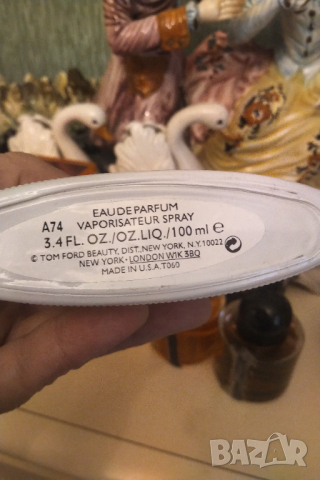 EAU DE PARFUM
A74 VAPORISATEUR SPRAY
3.4 FL. OZ./OZ.LIQ./100 ml ℮
© TOM FORD BEAUTY, DIST. NEW YORK, N.Y. 10022
NEW YORK • LONDON W1K 3BQ
MADE IN U.S.A. T060
BAZAR